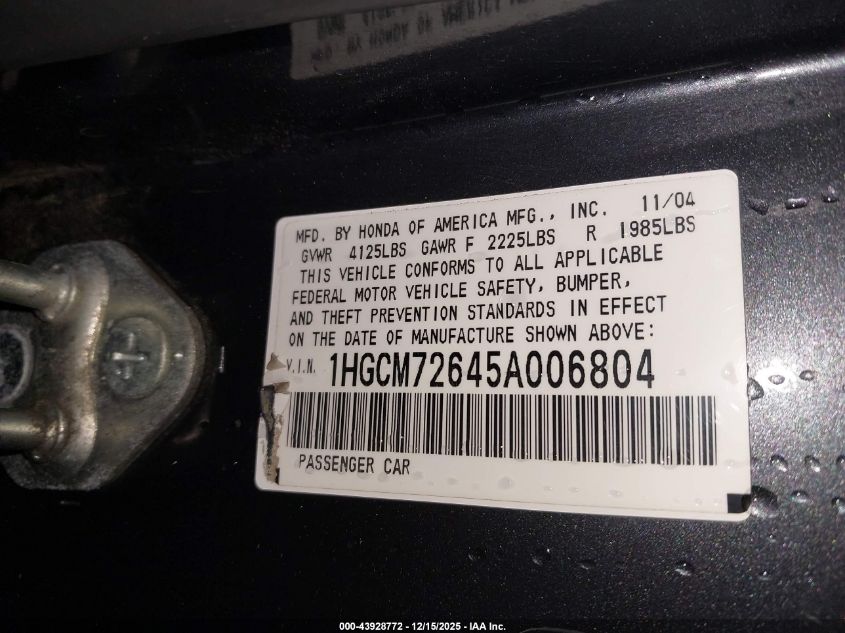 MFD. BY HONDA OF AMERICA MFG., INC. 11/04
GVWR 4125LBS GAWR F 2225LBS R 1985LBS
THIS VEHICLE CONFORMS TO ALL APPLICABLE
FEDERAL MOTOR VEHICLE SAFETY, BUMPER,
AND THEFT PREVENTION STANDARDS IN EFFECT
ON THE DATE OF MANUFACTURE SHOWN ABOVE:
V.I.N. 1HGCM72645A006804
PASSENGER CAR
000-43928772 - 12/15/2025 - IAA Inc.